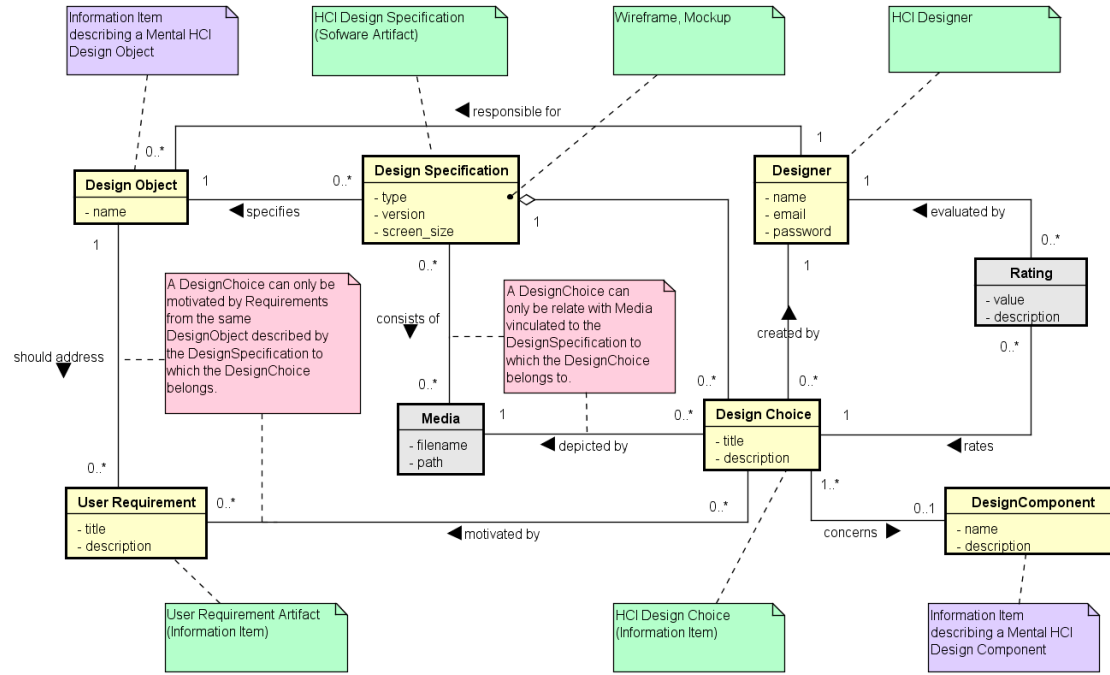 Information Item
describing a Mental HCI
Design Object
HCI Design Specification
(Sofware Artifact)
Wireframe, Mockup
HCI Designer
responsible for
0..*
1
Design Object
- name
1
0..*
specifies
Design Specification
- type
- version
- screen_size
1
Designer
- name
- email
- password
1
evaluated by
0..*
Rating
- value
- description
0..*
1
should address
0..*
A DesignChoice can only be
motivated by Requirements
from the same
DesignObject described by
the DesignSpecification to
which the DesignChoice
belongs.
0..*
consists of
0..*
A DesignChoice can
only be relate with Media
vinculated to the
DesignSpecification to
which the DesignChoice
belongs to.
1
created by
0..*
0..*
Media
- filename
- path
1
depicted by
0..*
Design Choice
- title
- description
1
rates
User Requirement
- title
- description
0..*
motivated by
0..*
1..*
concerns
0..1
DesignComponent
- name
- description
User Requirement Artifact
(Information Item)
HCI Design Choice
(Information Item)
Information Item
describing a Mental HCI
Design Component